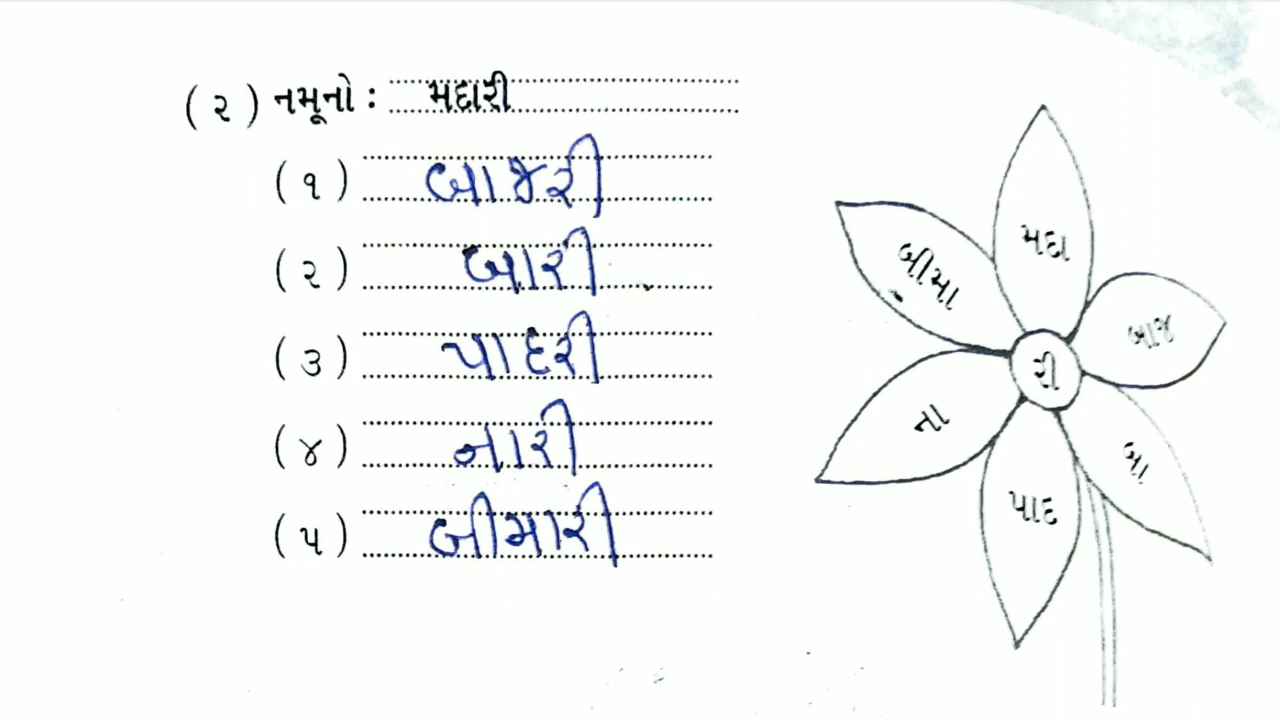 (૨) નમૂનો : મદારી
(૧) બાજરી
(૨) બારી
(૩) પાદરી
(૪) નારી
(૫) બીમારી
મદા
બીમા
બાજ
રી
ના
બા
પાદ